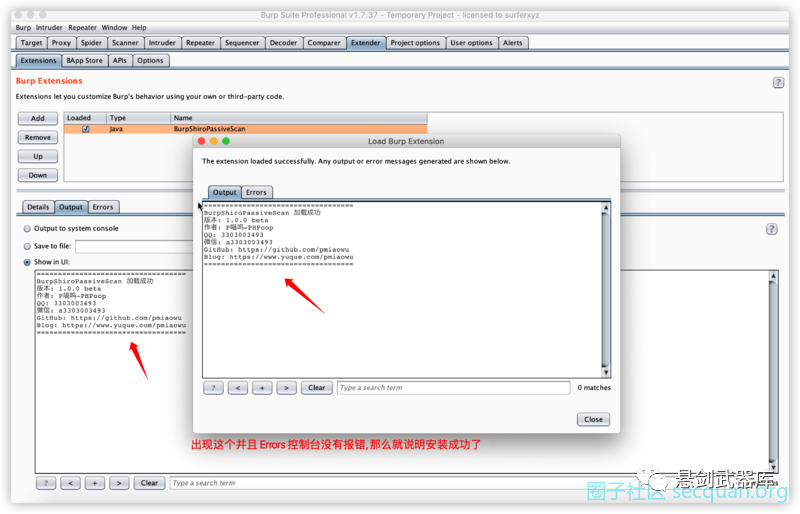 Burp Suite Professional v1.7.37 - Temporary Project - licensed to surferxyz
Burp Intruder Repeater Window Help
Target Proxy Spider Scanner Intruder Repeater Sequencer Decoder Comparer Extender Project options User options Alerts
Extensions BApp Store APIs Options
Burp Extensions
?
Extensions let you customize Burp's behavior using your own or third-party code.
Add
Remove
Up
Down
Loaded Type Name
Java BurpShiroPassiveScan
Load Burp Extension
The extension loaded successfully. Any output or error messages generated are shown below.
Output Errors
===================================
BurpShiroPassiveScan 加载成功
版本: 1.0.0 beta
作者: P喵呜-PHPoop
QQ: 3303003493
微信: a3303003493
GitHub: https://github.com/pmiaowu
Blog: https://www.yuque.com/pmiaowu
===================================
? < + > Clear Type a search term 0 matches
Close
Details Output Errors
Output to system console
?
Save to file:
Show in UI:
===================================
BurpShiroPassiveScan 加载成功
版本: 1.0.0 beta
作者: P喵呜-PHPoop
QQ: 3303003493
微信: a3303003493
GitHub: https://github.com/pmiaowu
Blog: https://www.yuque.com/pmiaowu
===================================
出现这个并且 Errors 控制台没有报错,那么就说明安装成功了
? < + > Clear Type a search term
悬剑武器库
圈子社区 secquan.org